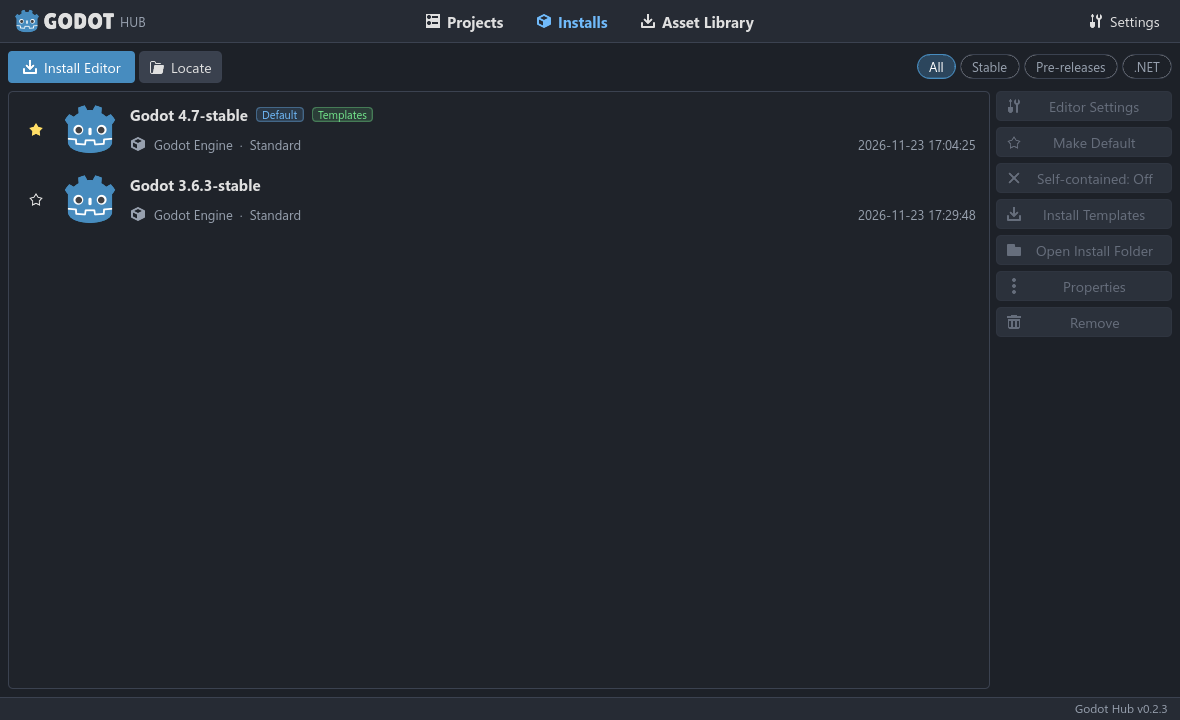 GODOT HUB
Projects
Installs
Asset Library
Settings
Install Editor
Locate
All
Stable
Pre-releases
.NET
Godot 4.7-stable Default Templates
Godot Engine · Standard 2026-11-23 17:04:25
Godot 3.6.3-stable
Godot Engine · Standard 2026-11-23 17:29:48
Editor Settings
Make Default
Self-contained: Off
Install Templates
Open Install Folder
Properties
Remove
Godot Hub v0.2.3